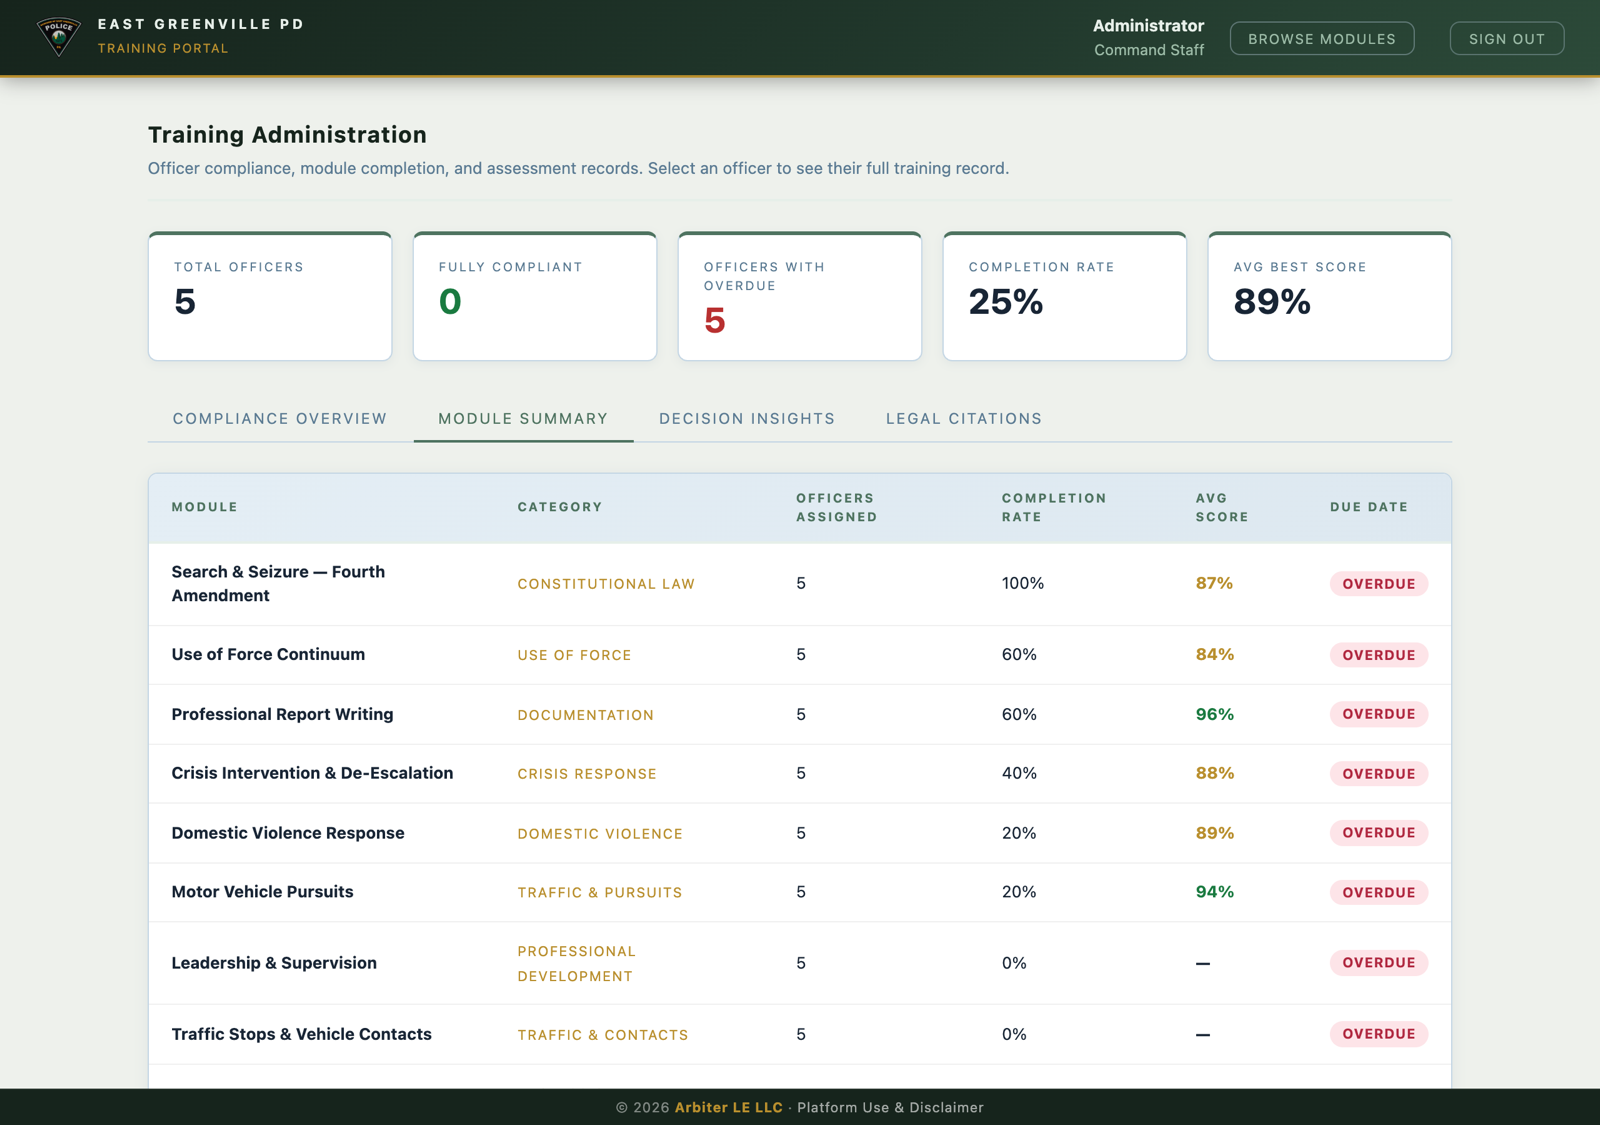 POLICE
EAST GREENVILLE PD
TRAINING PORTAL
Administrator
Command Staff
BROWSE MODULES
SIGN OUT
Training Administration
Officer compliance, module completion, and assessment records. Select an officer to see their full training record.
TOTAL OFFICERS
5
FULLY COMPLIANT
0
OFFICERS WITH
OVERDUE
5
COMPLETION RATE
25%
AVG BEST SCORE
89%
COMPLIANCE OVERVIEW
MODULE SUMMARY
DECISION INSIGHTS
LEGAL CITATIONS
MODULE
CATEGORY
OFFICERS
ASSIGNED
COMPLETION
RATE
AVG
SCORE
DUE DATE
Search & Seizure — Fourth
Amendment
CONSTITUTIONAL LAW
5
100%
87%
OVERDUE
Use of Force Continuum
USE OF FORCE
5
60%
84%
OVERDUE
Professional Report Writing
DOCUMENTATION
5
60%
96%
OVERDUE
Crisis Intervention & De-Escalation
CRISIS RESPONSE
5
40%
88%
OVERDUE
Domestic Violence Response
DOMESTIC VIOLENCE
5
20%
89%
OVERDUE
Motor Vehicle Pursuits
TRAFFIC & PURSUITS
5
20%
94%
OVERDUE
Leadership & Supervision
PROFESSIONAL
DEVELOPMENT
5
0%
—
OVERDUE
Traffic Stops & Vehicle Contacts
TRAFFIC & CONTACTS
5
0%
—
OVERDUE
© 2026 Arbiter LE LLC · Platform Use & Disclaimer